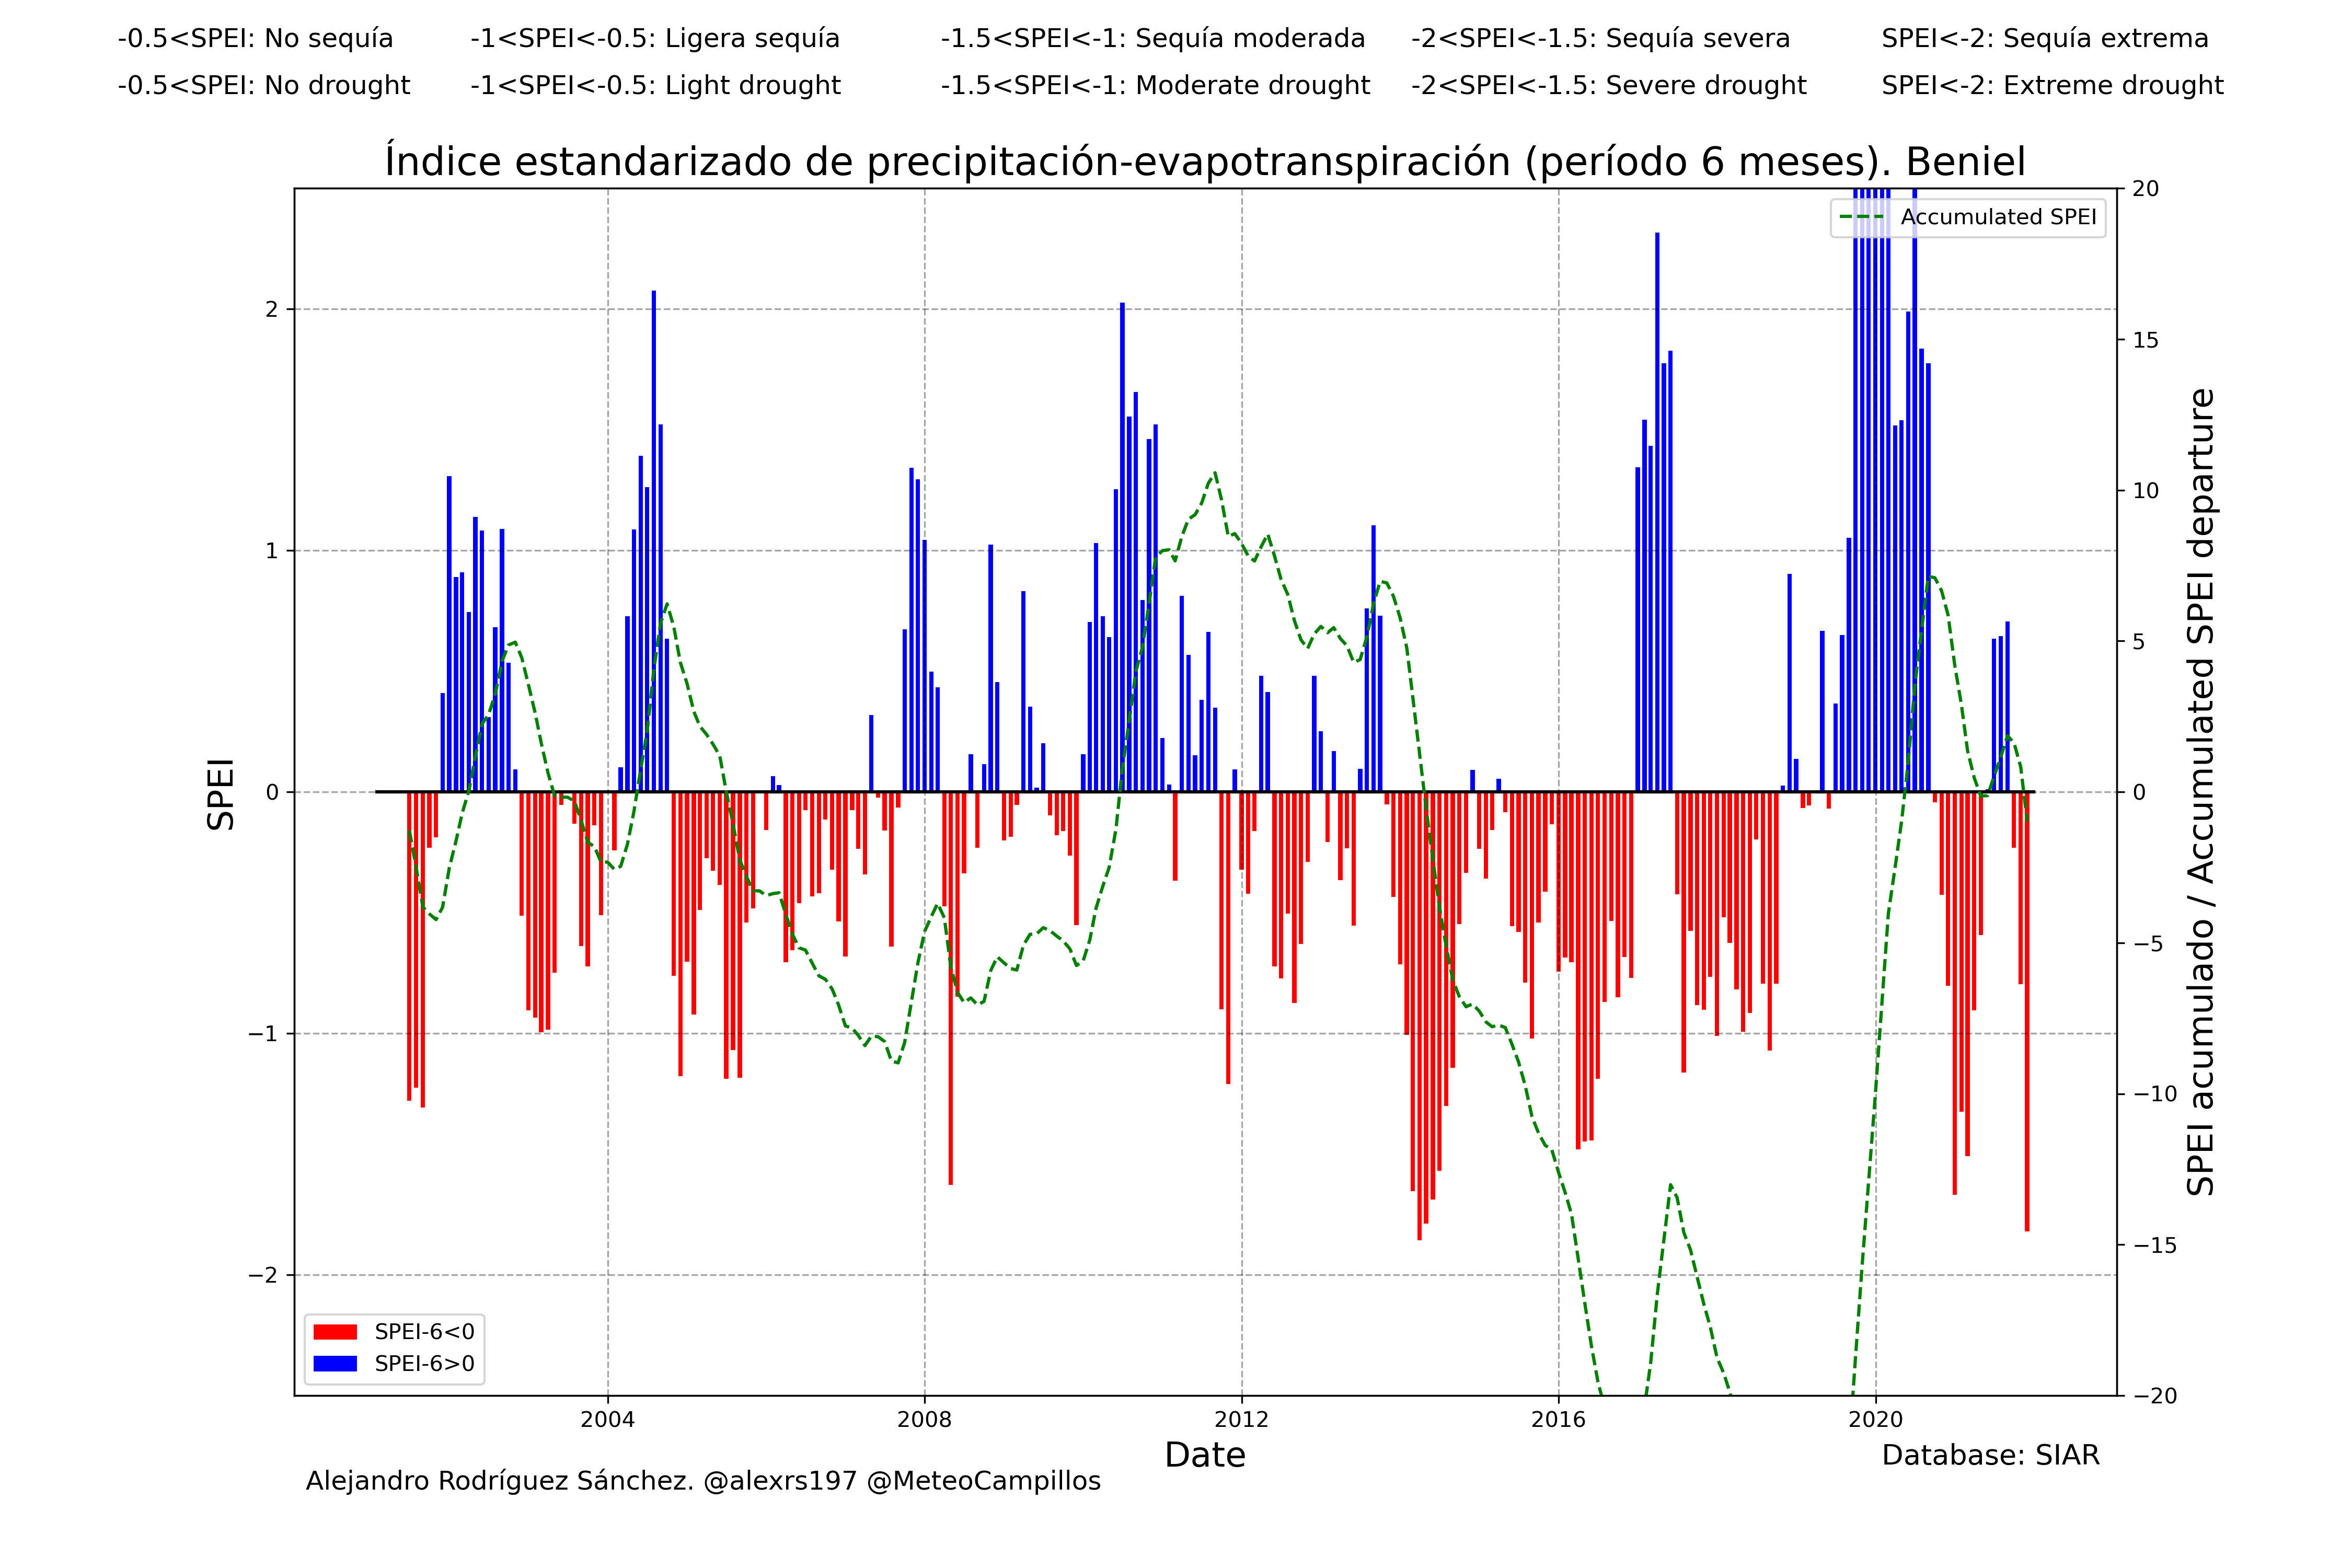 -0.5<SPEI: No sequía -1<SPEI<-0.5: Ligera sequía -1.5<SPEI<-1: Sequía moderada -2<SPEI<-1.5: Sequía severa SPEI<-2: Sequía extrema
-0.5<SPEI: No drought -1<SPEI<-0.5: Light drought -1.5<SPEI<-1: Moderate drought -2<SPEI<-1.5: Severe drought SPEI<-2: Extreme drought
Índice estandarizado de precipitación-evapotranspiración (período 6 meses). Beniel
Accumulated SPEI
SPEI
2
1
0
−1
−2
20
15
10
5
0
−5
−10
−15
−20
SPEI acumulado / Accumulated SPEI departure
SPEI-6<0
SPEI-6>0
2004 2008 2012 2016 2020
Date
Database: SIAR
Alejandro Rodríguez Sánchez. @alexrs197 @MeteoCampillos